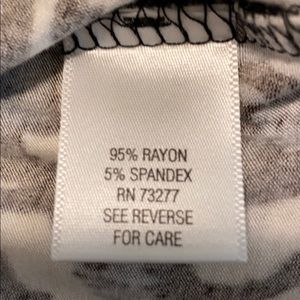 95% RAYON
5% SPANDEX
RN 73277
SEE REVERSE
FOR CARE